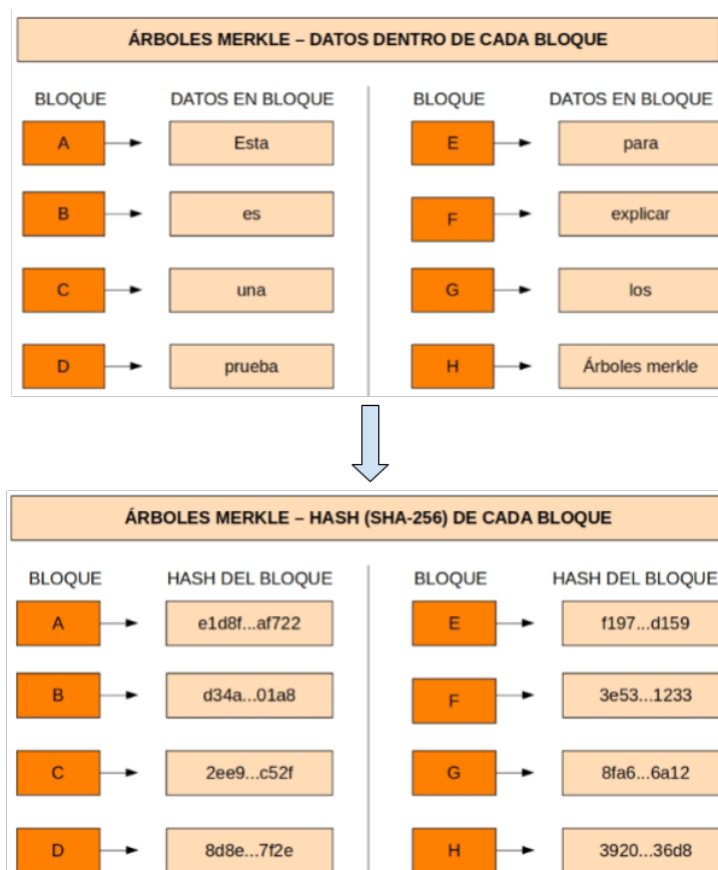 ÁRBOLES MERKLE – DATOS DENTRO DE CADA BLOQUE
BLOQUE DATOS EN BLOQUE BLOQUE DATOS EN BLOQUE
A Esta E para
B es F explicar
C una G los
D prueba H Árboles merkle
ÁRBOLES MERKLE – HASH (SHA-256) DE CADA BLOQUE
BLOQUE HASH DEL BLOQUE BLOQUE HASH DEL BLOQUE
A e1d8f...af722 E f197...d159
B d34a...01a8 F 3e53...1233
C 2ee9...c52f G 8fa6...6a12
D 8d8e...7f2e H 3920...36d8